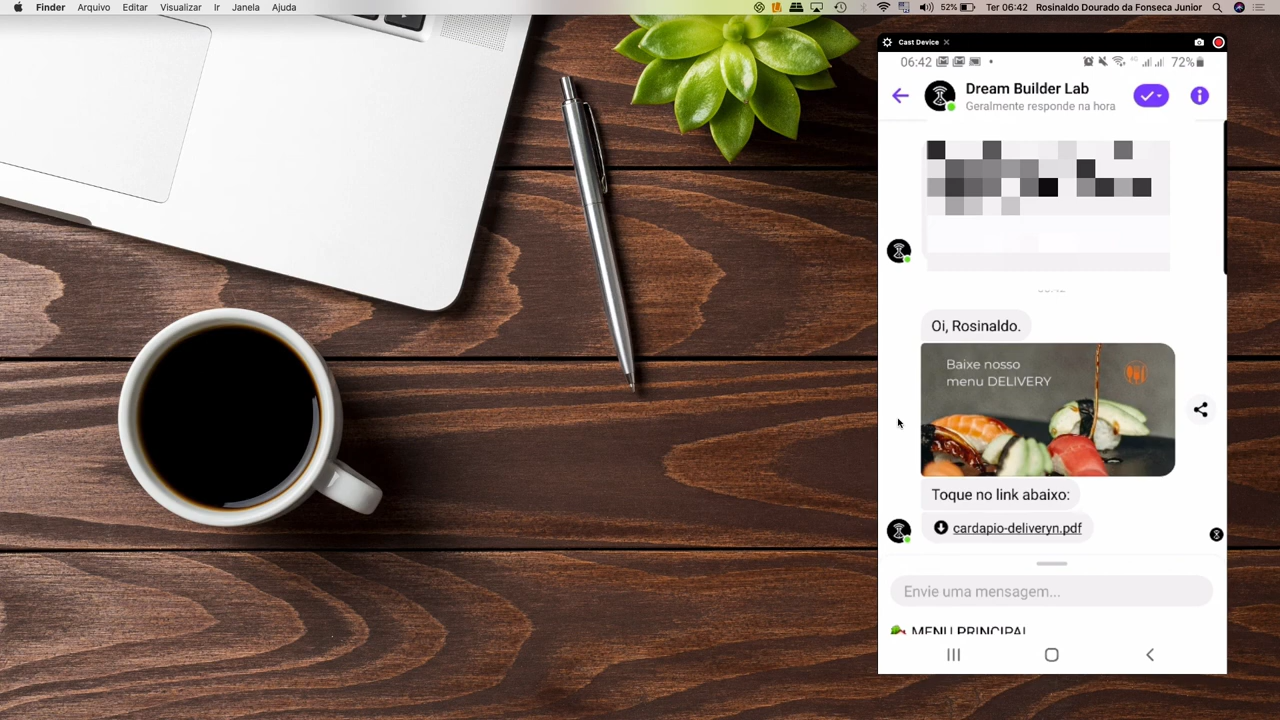 Finder Arquivo Editar Visualizar Ir Janela Ajuda 52% Ter 06:42 Rosinaldo Dourado da Fonseca Junior
Cast Device
06:42 72%
Dream Builder Lab
Geralmente responde na hora
Oi, Rosinaldo.
Baixe nosso
menu DELIVERY
Toque no link abaixo:
cardapio-deliveryn.pdf
Envie uma mensagem...
MENU PRINCIPAL